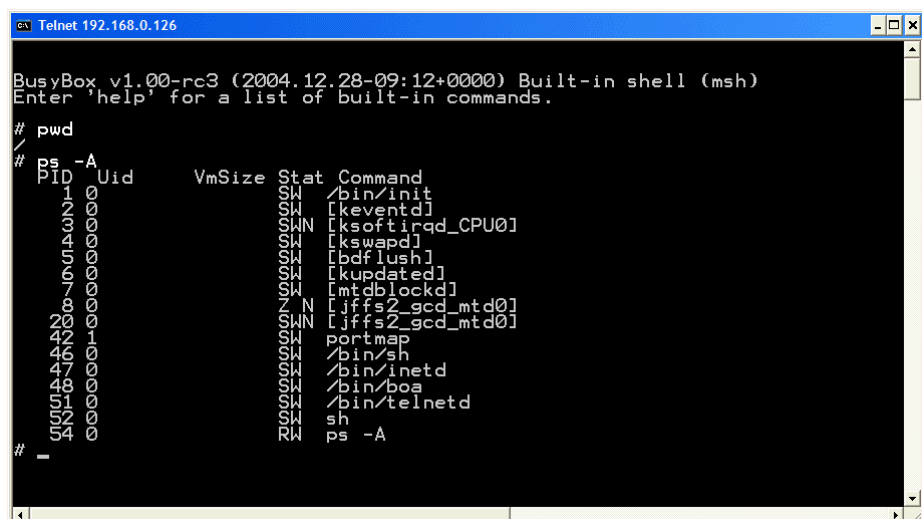 Telnet 192.168.0.126
BusyBox v1.00-rc3 (2004.12.28-09:12+0000) Built-in shell (msh)
Enter 'help' for a list of built-in commands.
# pwd
/
# ps -A
PID Uid VmSize Stat Command
1 0 SW /bin/init
2 0 SW [keventd]
3 0 SWN [ksoftirqd_CPU0]
4 0 SW [kswapd]
5 0 SW [bdflush]
6 0 SW [kupdated]
7 0 SW [mtdblockd]
8 0 Z N [jffs2_gcd_mtd0]
20 0 SWN [jffs2_gcd_mtd0]
42 1 SW portmap
46 0 SW /bin/sh
47 0 SW /bin/inetd
48 0 SW /bin/boa
51 0 SW /bin/telnetd
52 0 SW sh
54 0 RW ps -A
# _